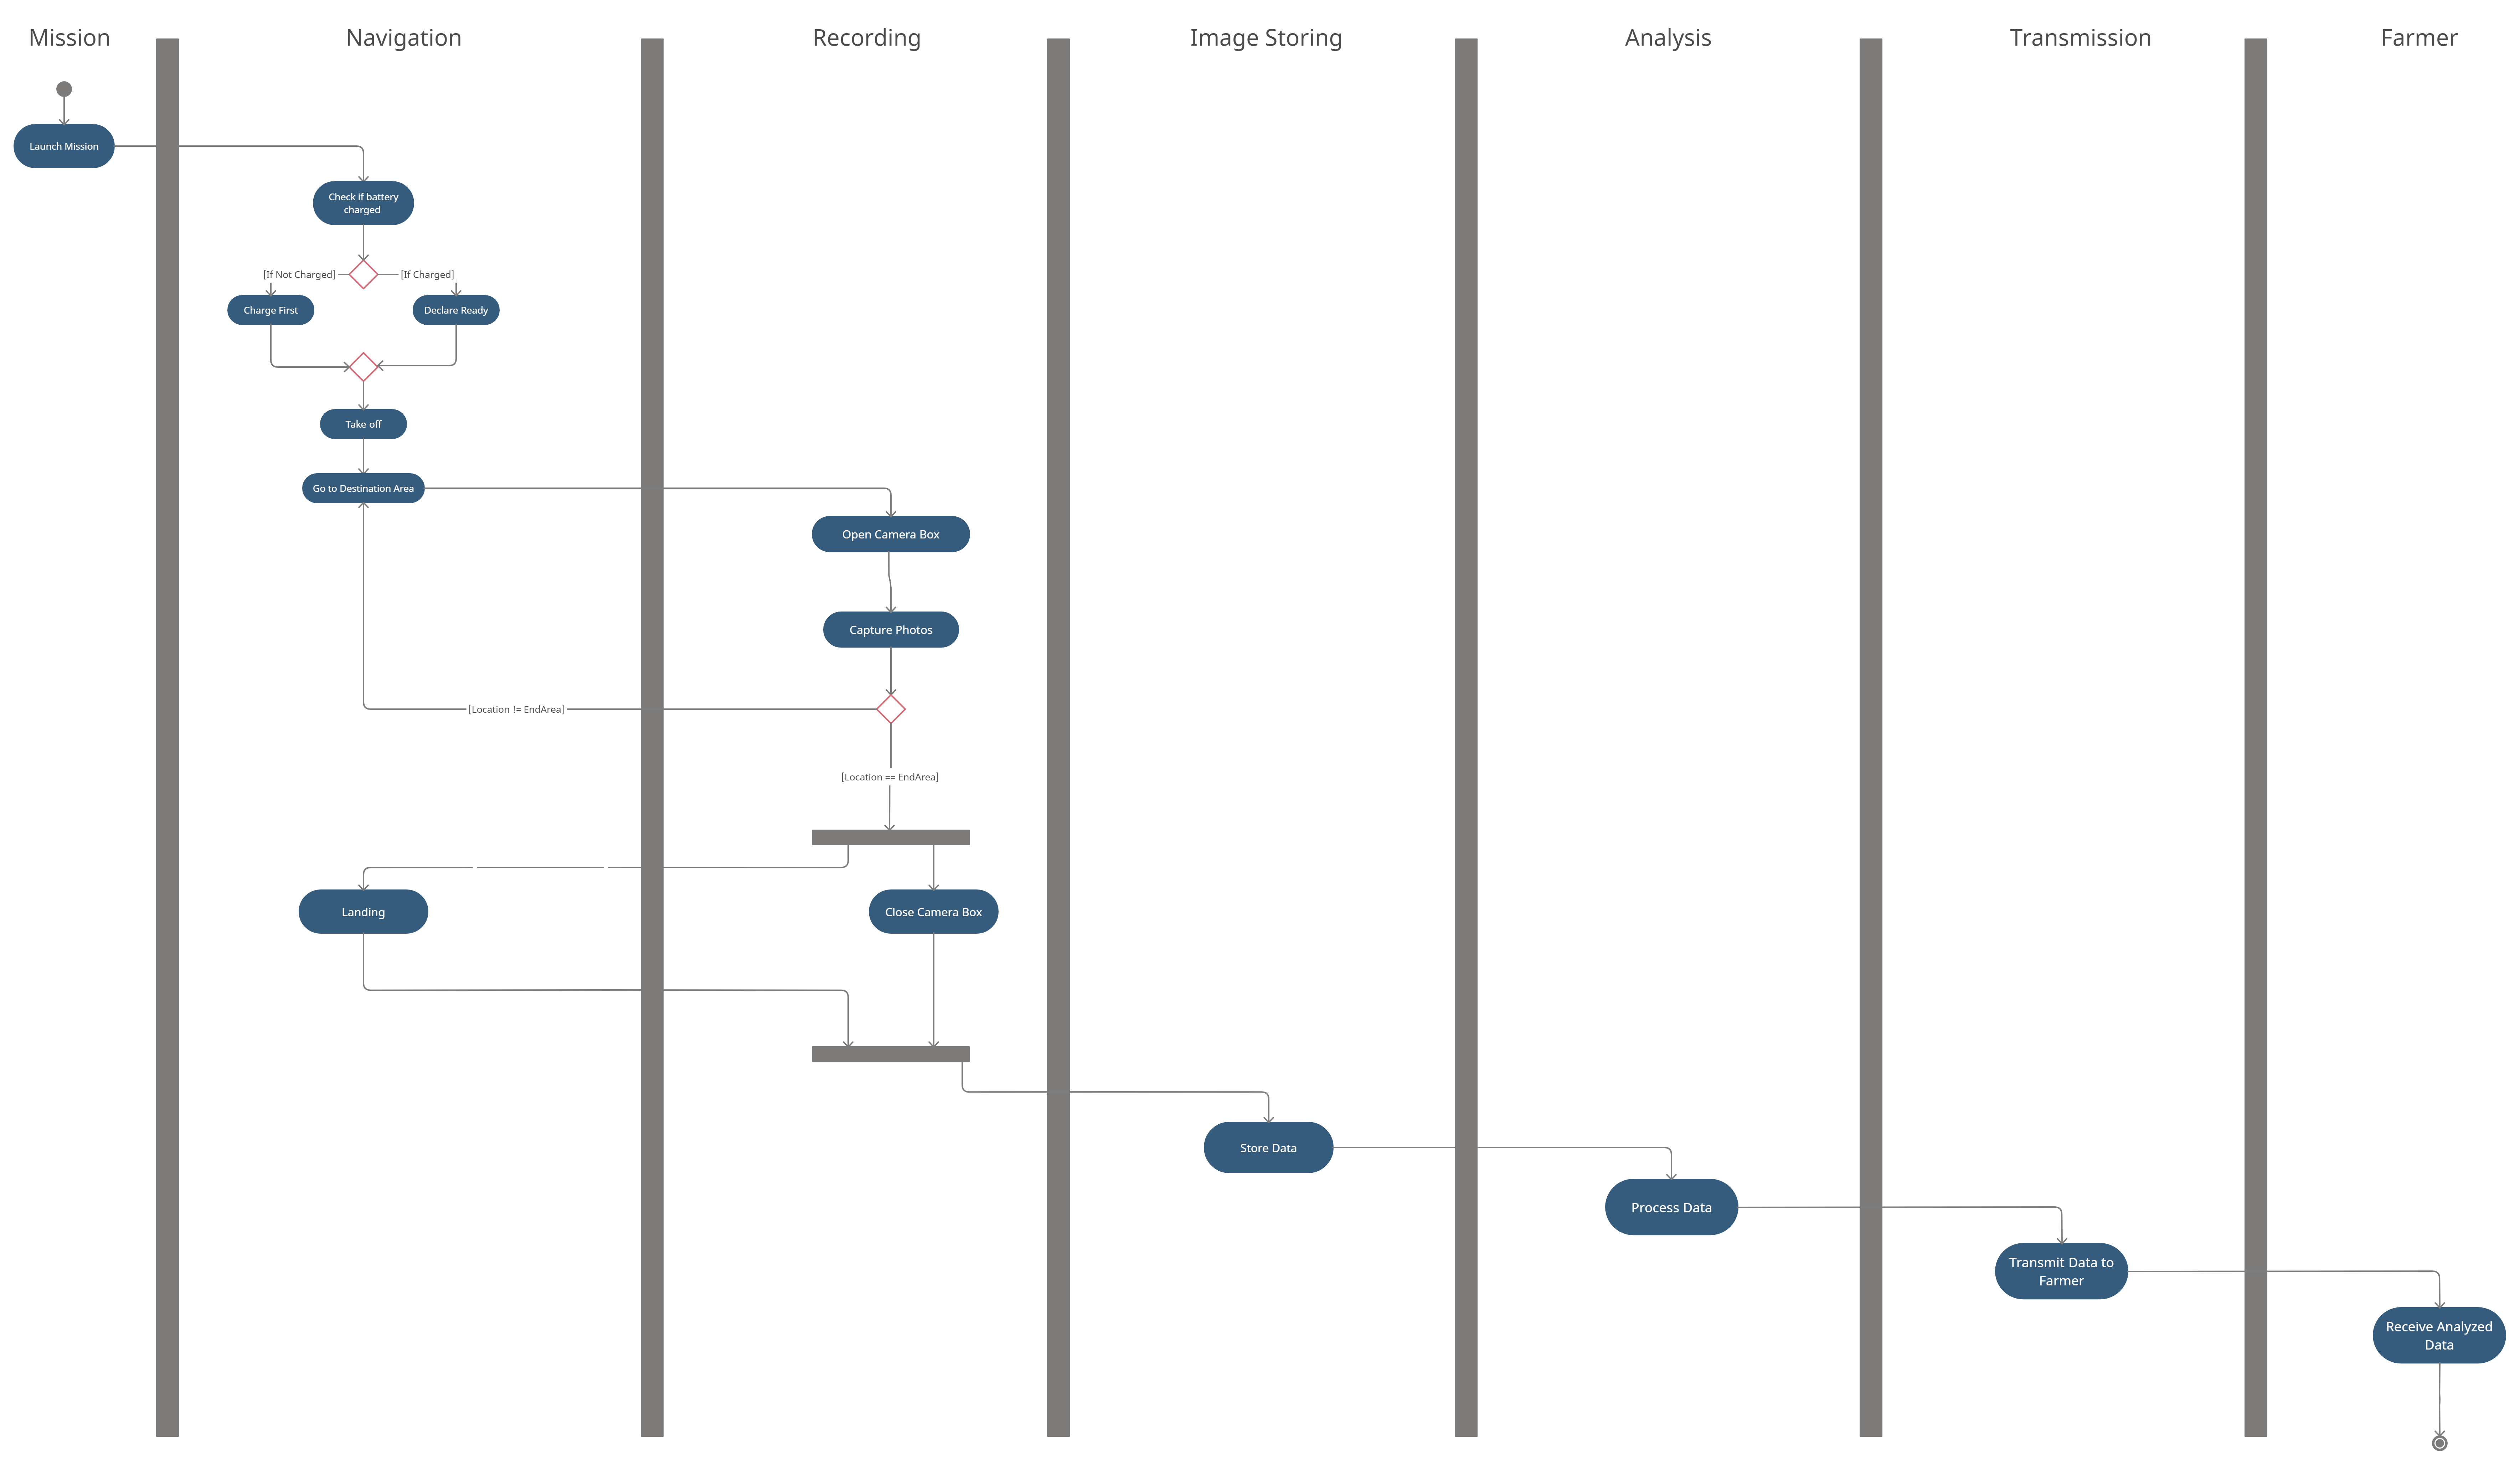 Mission
Navigation
Recording
Image Storing
Analysis
Transmission
Farmer
Launch Mission
Check if battery
charged
[If Not Charged]
[If Charged]
Charge First
Declare Ready
Take off
Go to Destination Area
Open Camera Box
Capture Photos
[Location != EndArea]
[Location == EndArea]
Landing
Close Camera Box
Store Data
Process Data
Transmit Data to
Farmer
Receive Analyzed
Data